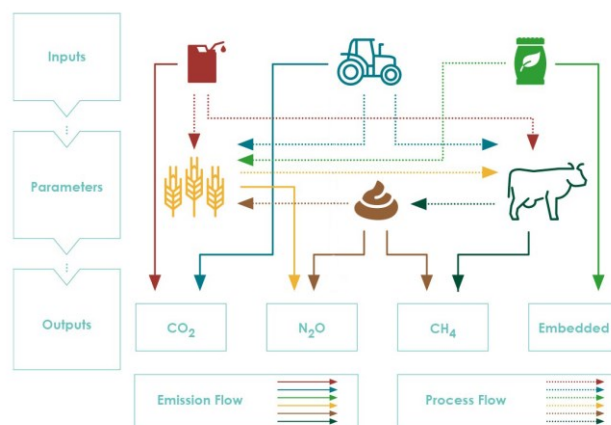 Inputs
Parameters
Outputs
CO₂
N₂O
CH₄
Embedded
Emission Flow
Process Flow